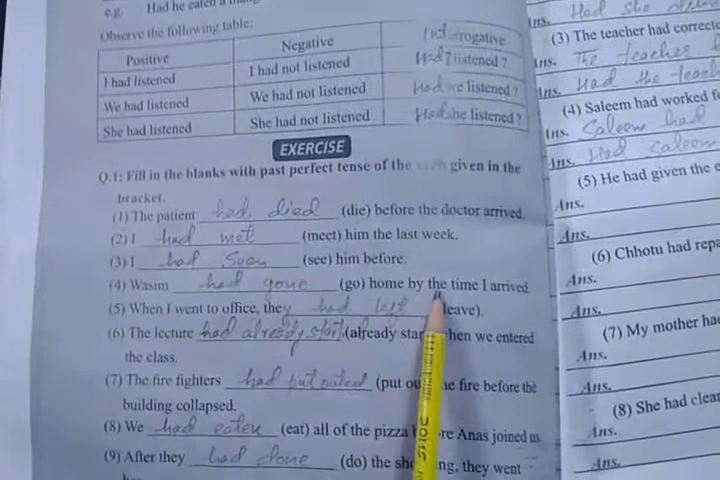 e.g. Had he eaten a
Observe the following table:
Positive Negative Interrogative
I had listened I had not listened Had I listened?
We had listened We had not listened Had we listened?
She had listened She had not listened Had she listened?
EXERCISE
Q.1: Fill in the blanks with past perfect tense of the given in the
bracket.
(1) The patient had died (die) before the doctor arrived
(2) I had met (meet) him the last week.
(3) I had seen (see) him before.
(4) Wasim had gone (go) home by the time I arrived
(5) When I went to office, they had left leave).
(6) The lecture had already start (already star when we entered
the class.
(7) The fire fighters had put outed (put ou he fire before the
building collapsed.
(8) We had eaten (eat) all of the pizza b re Anas joined us
(9) After they had done (do) the sho ng, they went
Ans. Had she
(3) The teacher had correcte
Ans. The teacher
Ans. Had the teach
(4) Saleem had worked f
Ans. Saleem had
Ans. Had Saleem
(5) He had given the e
Ans.
Ans.
(6) Chhotu had repa
Ans.
Ans.
(7) My mother had
Ans.
Ans.
(8) She had clean
Ans.
Ans.